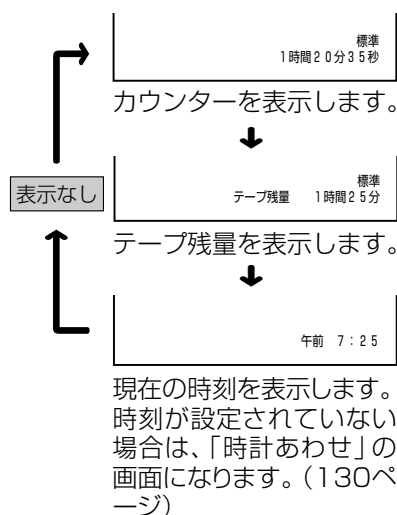 標準
1時間20分35秒
カウンターを表示します。
表示なし
標準
テープ残量 1時間25分
テープ残量を表示します。
午前 7:25
現在の時刻を表示します。
時刻が設定されていない
場合は、「時計あわせ」の
画面になります。(130ペ
ージ)